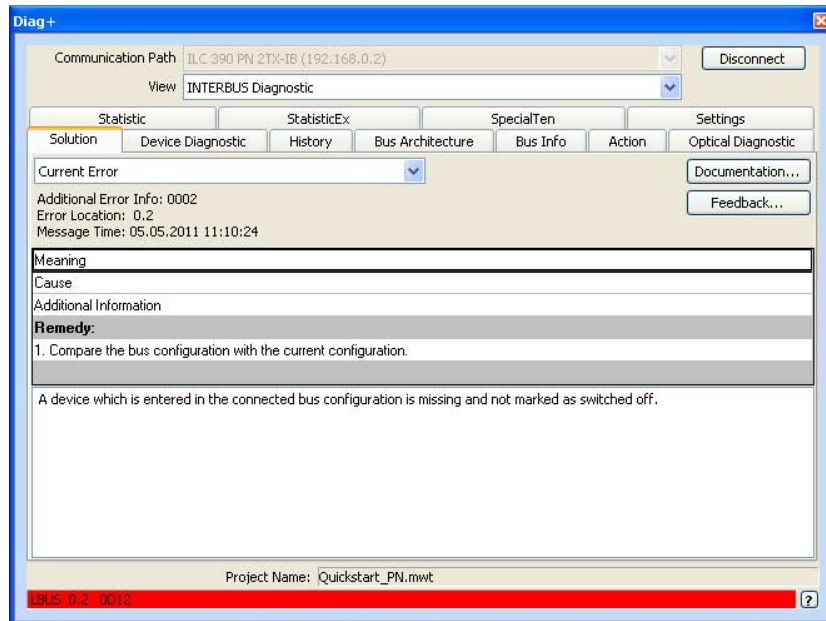 Diag+
Communication Path ILC 390 PN 2TX-IB (192.168.0.2) Disconnect
View INTERBUS Diagnostic
Statistic StatisticEx SpecialTen Settings
Solution Device Diagnostic History Bus Architecture Bus Info Action Optical Diagnostic
Current Error Documentation...
Additional Error Info: 0002 Feedback...
Error Location: 0.2
Message Time: 05.05.2011 11:10:24
Meaning
Cause
Additional Information
Remedy:
1. Compare the bus configuration with the current configuration.
A device which is entered in the connected bus configuration is missing and not marked as switched off.
Project Name: Quickstart_PN.mwt
LBUS 0.2 0D12 ?